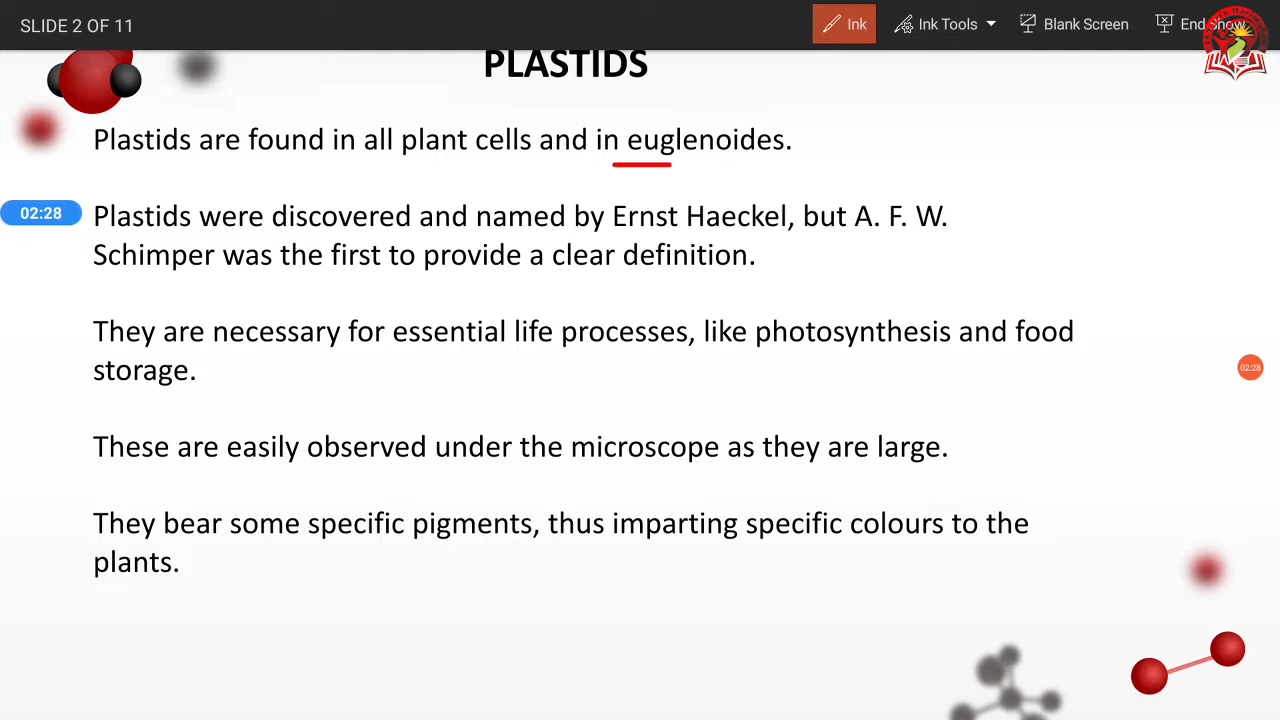 SLIDE 2 OF 11
Ink
Ink Tools
Blank Screen
End Show
PLASTIDS
Plastids are found in all plant cells and in euglenoides.
02:28
Plastids were discovered and named by Ernst Haeckel, but A. F. W.
Schimper was the first to provide a clear definition.
They are necessary for essential life processes, like photosynthesis and food
storage.
02:28
These are easily observed under the microscope as they are large.
They bear some specific pigments, thus imparting specific colours to the
plants.